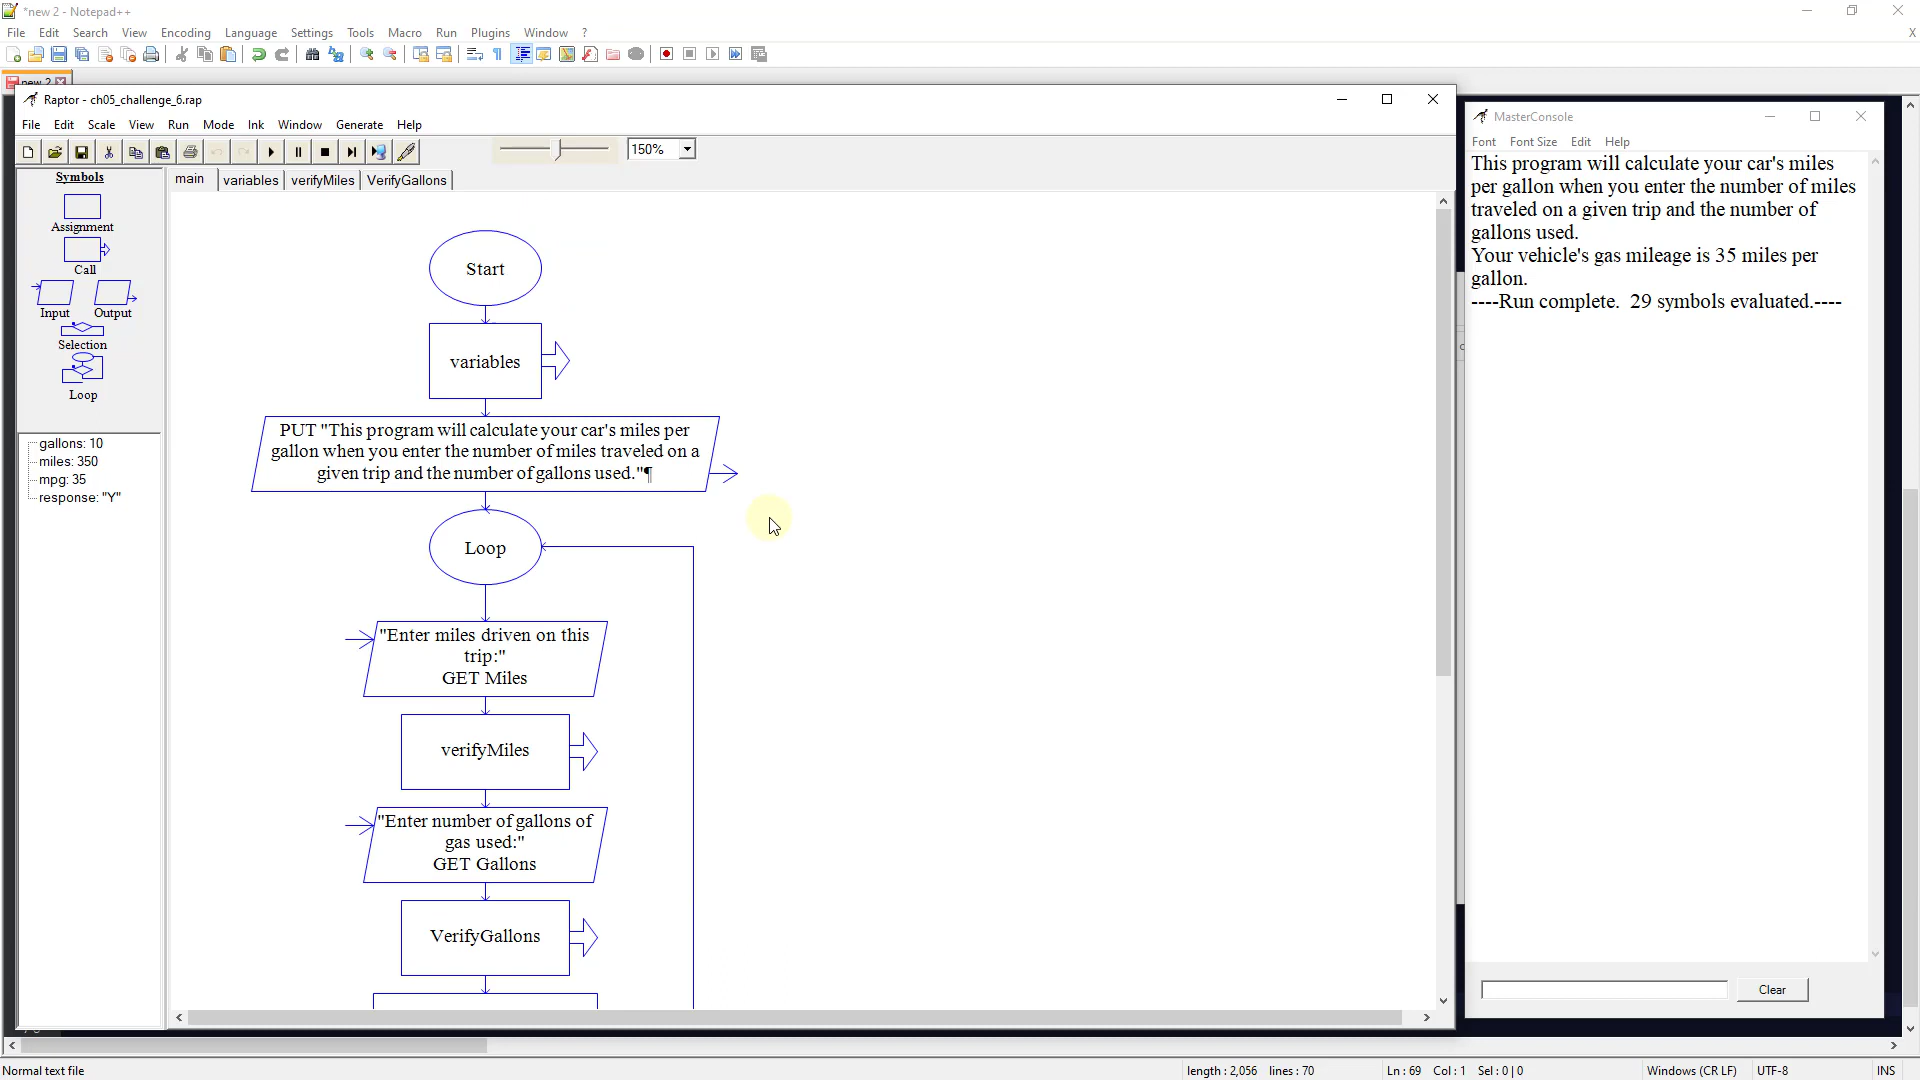 *new 2 - Notepad++
File Edit Search View Encoding Language Settings Tools Macro Run Plugins Window ?
X
new 2
Raptor - ch05_challenge_6.rap
File Edit Scale View Run Mode Ink Window Generate Help
150%
Symbols
Assignment
Call
Input Output
Selection
Loop
gallons: 10
miles: 350
mpg: 35
response: "Y"
main variables verifyMiles VerifyGallons
Start
variables
PUT "This program will calculate your car's miles per
gallon when you enter the number of miles traveled on a
given trip and the number of gallons used."¶
Loop
"Enter miles driven on this
trip:"
GET Miles
verifyMiles
"Enter number of gallons of
gas used:"
GET Gallons
VerifyGallons
MasterConsole
Font Font Size Edit Help
This program will calculate your car's miles
per gallon when you enter the number of miles
traveled on a given trip and the number of
gallons used.
Your vehicle's gas mileage is 35 miles per
gallon.
----Run complete.  29 symbols evaluated.----
Clear
Normal text file
length : 2,056 lines : 70
Ln : 69 Col : 1 Sel : 0 | 0
Windows (CR LF)
UTF-8
INS